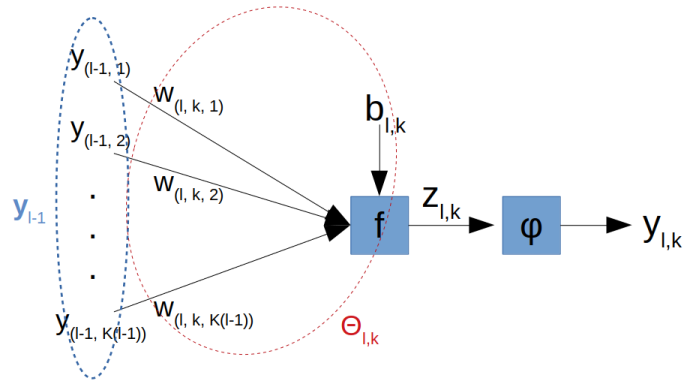 y(l-1, 1)
w(l, k, 1)
b l,k
y(l-1, 2)
w(l, k, 2)
y l-1
.
.
.
f
z l,k
φ
y l,k
w(l, k, K(l-1))
y(l-1, K(l-1))
Θ l,k